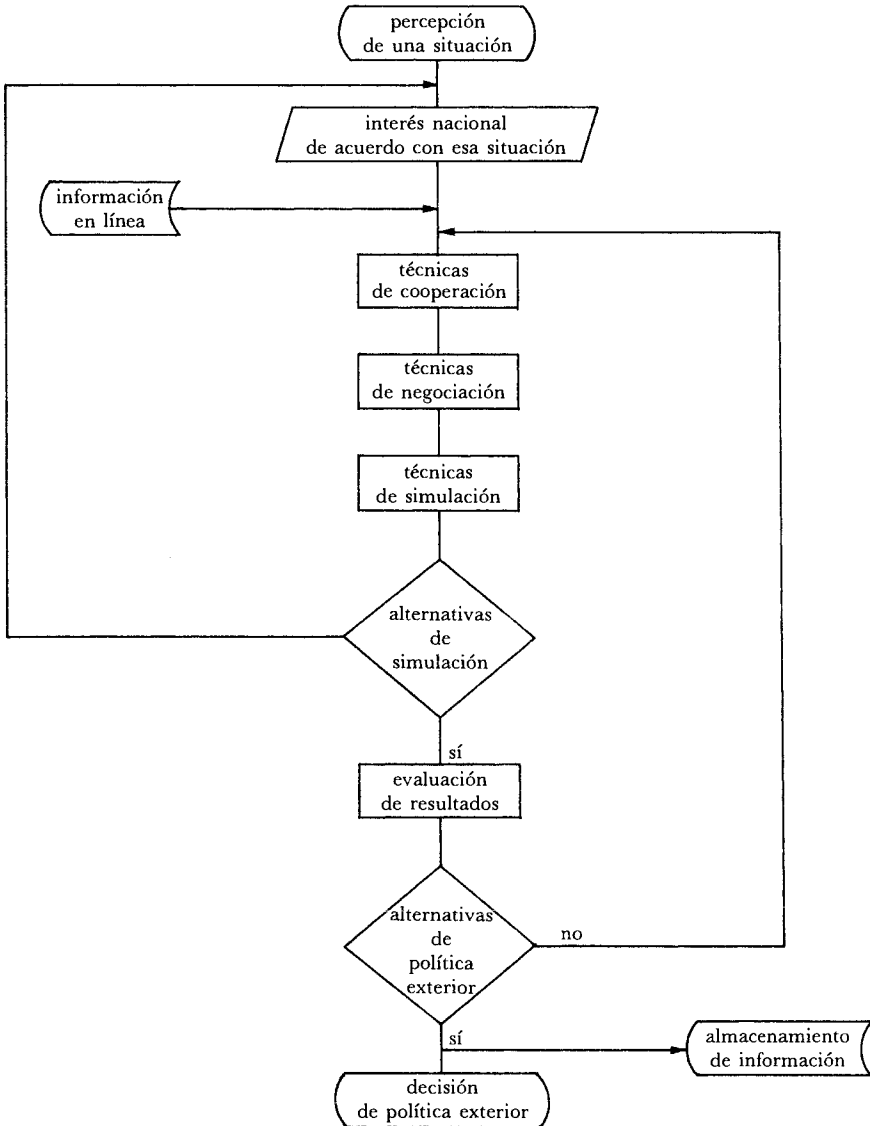 percepción
de una situación
interés nacional
de acuerdo con esa situación
información
en línea
técnicas
de cooperación
técnicas
de negociación
técnicas
de simulación
alternativas
de
simulación
sí
evaluación
de resultados
alternativas
de
política
exterior
no
sí
almacenamiento
de información
decisión
de política exterior